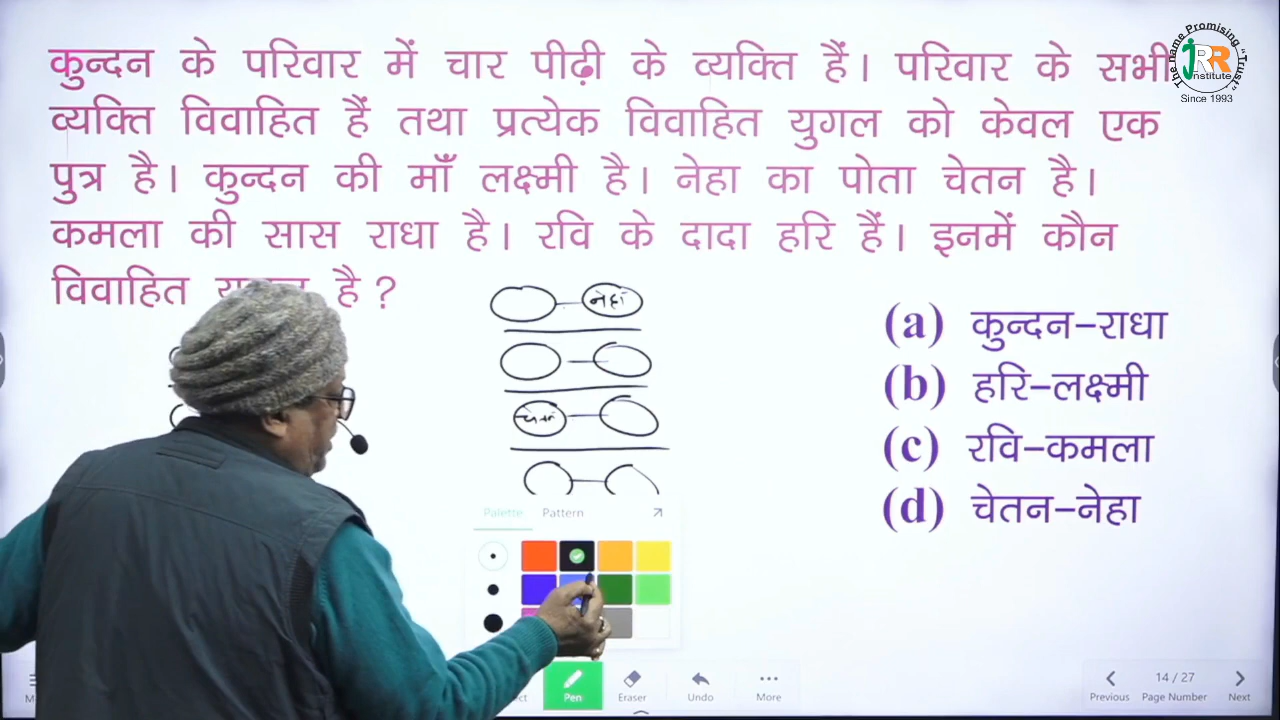 कुन्दन के परिवार में चार पीढ़ी के व्यक्ति हैं। परिवार के सभी
व्यक्ति विवाहित हैं तथा प्रत्येक विवाहित युगल को केवल एक
पुत्र है। कुन्दन की माँ लक्ष्मी है। नेहा का पोता चेतन है।
कमला की सास राधा है। रवि के दादा हरि हैं। इनमें कौन
विवाहित है ?
नेहा
चेतन
(a) कुन्दन–राधा
(b) हरि–लक्ष्मी
(c) रवि–कमला
(d) चेतन–नेहा
The name Promising "Trust"
jRR
institute
Since 1993
Palette Pattern
Pen Eraser Undo More
14 / 27
Previous Page Number Next